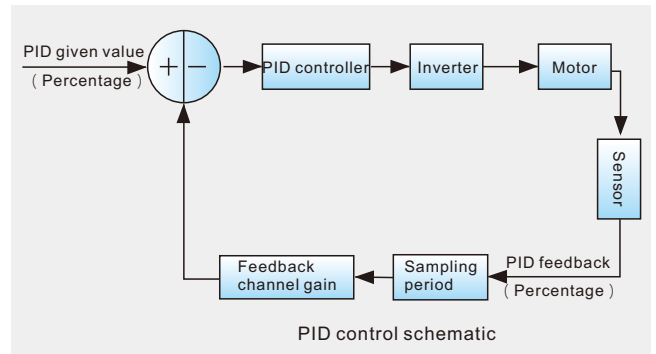 PID given value
( Percentage )
+ −
PID controller
Inverter
Motor
Sensor
PID feedback
( Percentage )
Sampling
period
Feedback
channel gain
PID control schematic